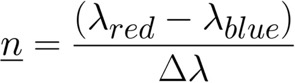 n = (λ_red − λ_blue) / Δλ